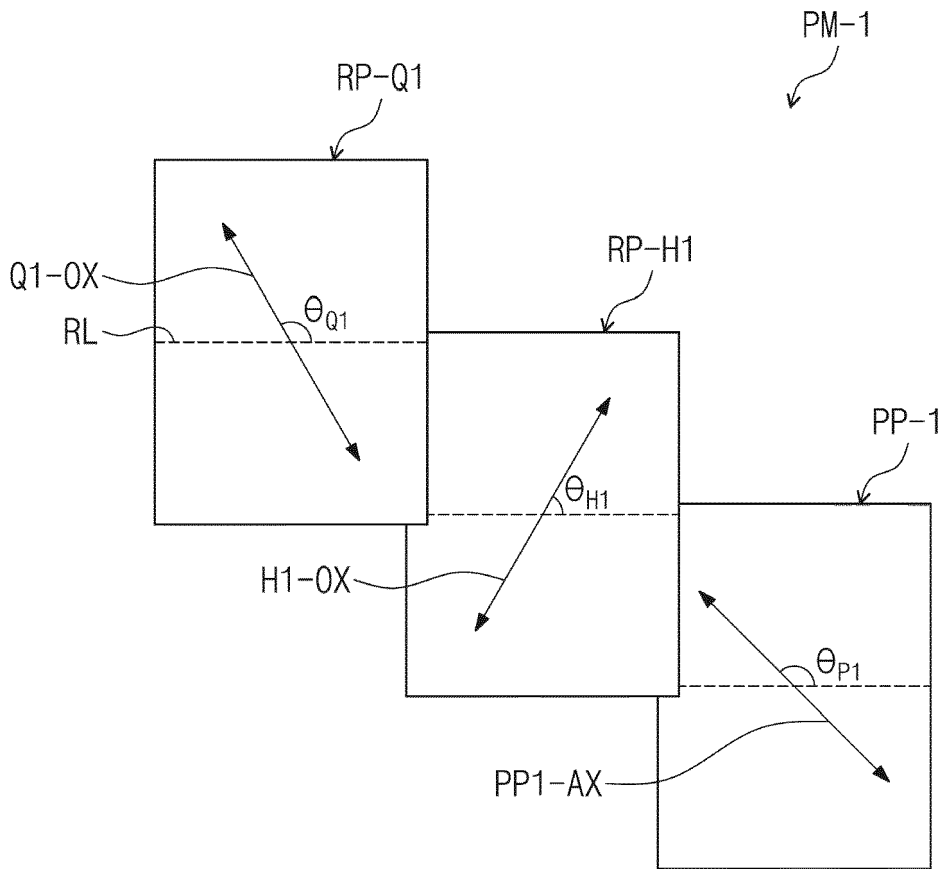 PM-1
RP-Q1
RP-H1
Q1-OX
θQ1
RL
PP-1
θH1
H1-OX
θP1
PP1-AX